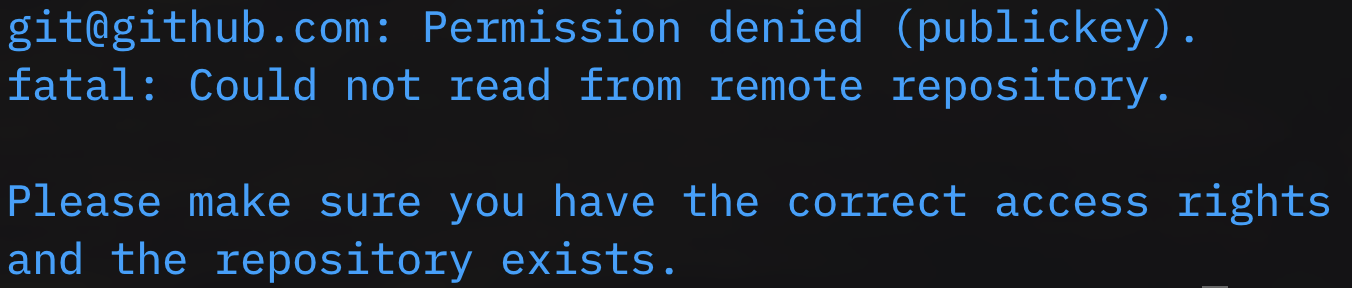 git@github.com: Permission denied (publickey).
fatal: Could not read from remote repository.

Please make sure you have the correct access rights
and the repository exists.